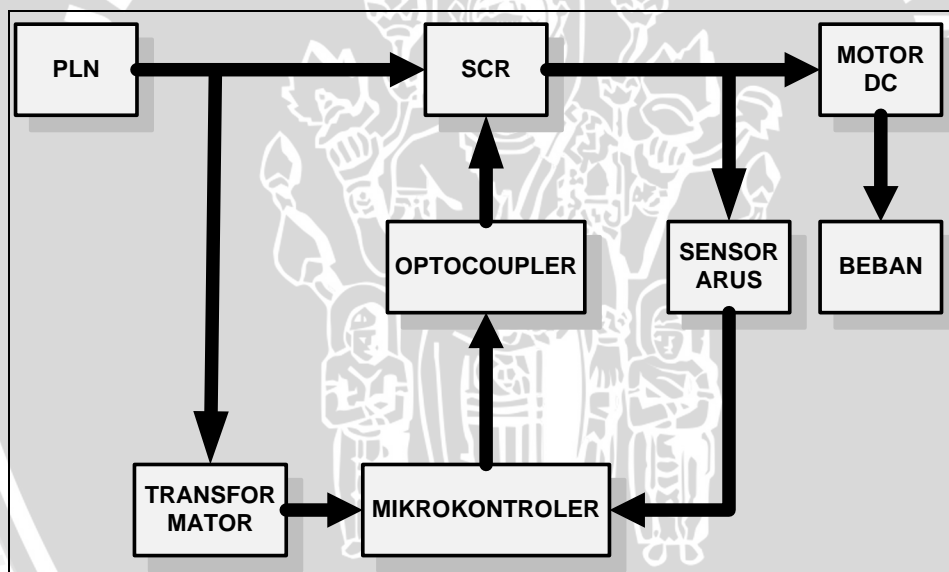 PLN
SCR
MOTOR
DC
OPTOCOUPLER
SENSOR
ARUS
BEBAN
TRANSFOR
MATOR
MIKROKONTROLER